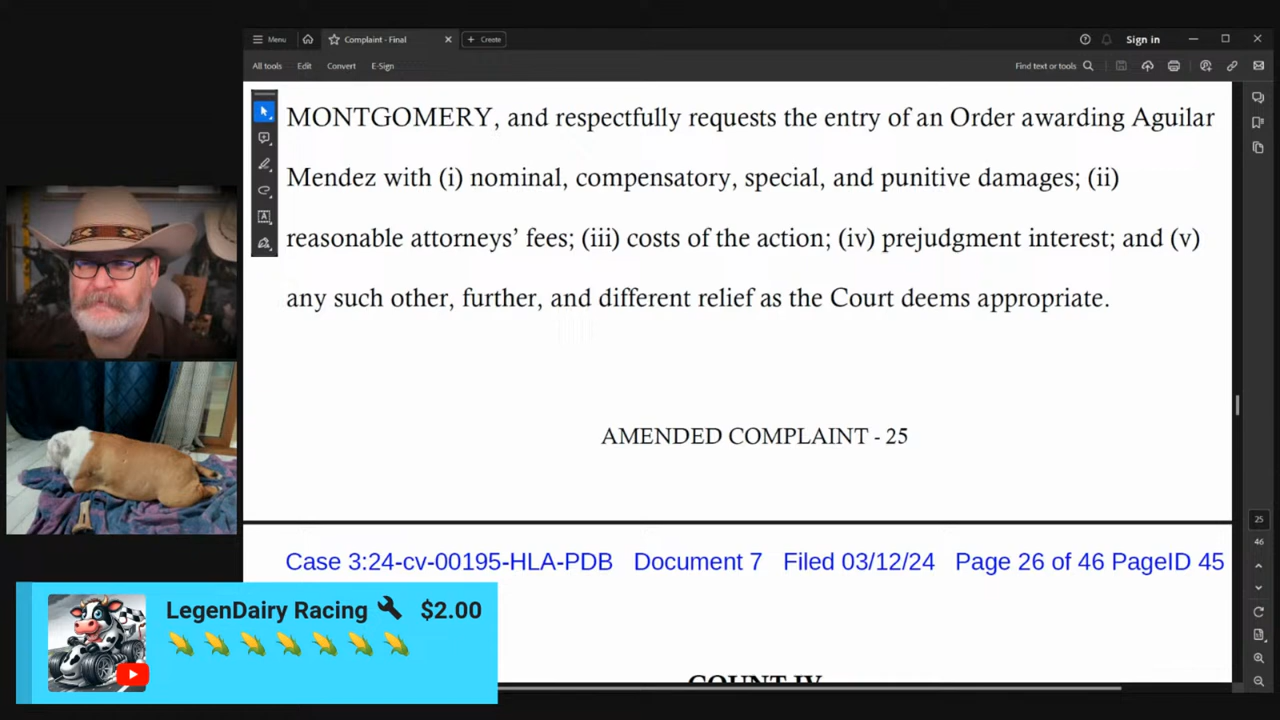 Menu
Complaint - Final
Create
Sign in
All tools
Edit
Convert
E-Sign
Find text or tools
MONTGOMERY, and respectfully requests the entry of an Order awarding Aguilar
Mendez with (i) nominal, compensatory, special, and punitive damages; (ii)
reasonable attorneys’ fees; (iii) costs of the action; (iv) prejudgment interest; and (v)
any such other, further, and different relief as the Court deems appropriate.
AMENDED COMPLAINT - 25
25
46
Case 3:24-cv-00195-HLA-PDB Document 7 Filed 03/12/24 Page 26 of 46 PageID 45
COUNT IV
LegenDairy Racing $2.00